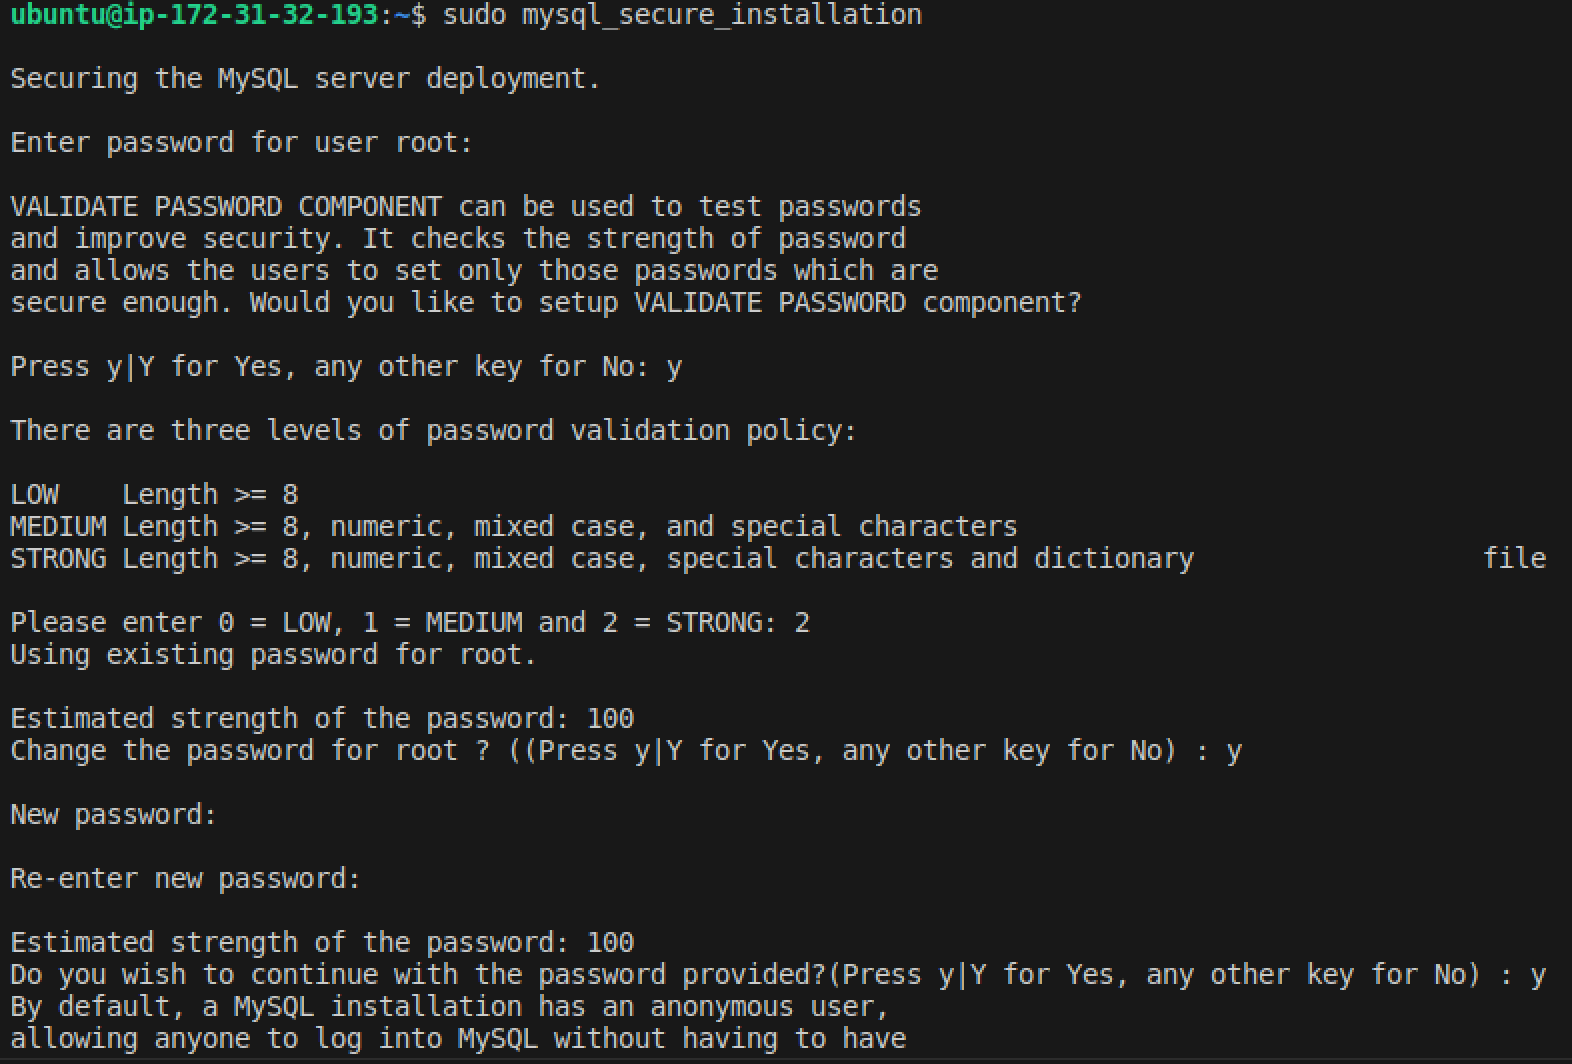 ubuntu@ip-172-31-32-193:~$ sudo mysql_secure_installation
Securing the MySQL server deployment.
Enter password for user root:
VALIDATE PASSWORD COMPONENT can be used to test passwords
and improve security. It checks the strength of password
and allows the users to set only those passwords which are
secure enough. Would you like to setup VALIDATE PASSWORD component?
Press y|Y for Yes, any other key for No: y
There are three levels of password validation policy:
LOW    Length >= 8
MEDIUM Length >= 8, numeric, mixed case, and special characters
STRONG Length >= 8, numeric, mixed case, special characters and dictionary                  file
Please enter 0 = LOW, 1 = MEDIUM and 2 = STRONG: 2
Using existing password for root.
Estimated strength of the password: 100
Change the password for root ? ((Press y|Y for Yes, any other key for No) : y
New password:
Re-enter new password:
Estimated strength of the password: 100
Do you wish to continue with the password provided?(Press y|Y for Yes, any other key for No) : y
By default, a MySQL installation has an anonymous user,
allowing anyone to log into MySQL without having to have